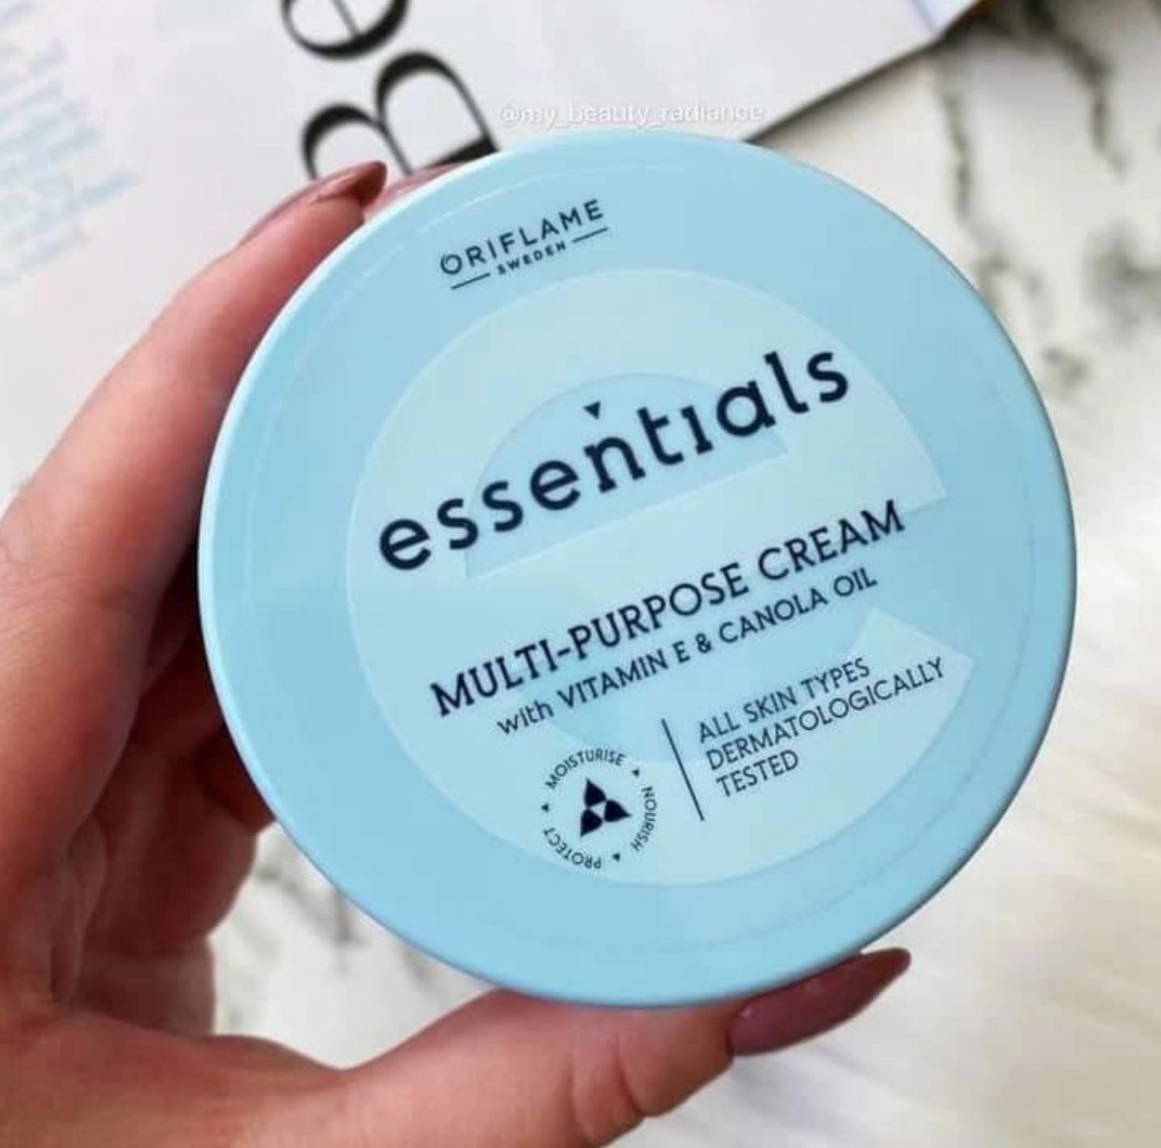 Be
@my_beauty_radiance
ORIFLAME
SWEDEN
essentials
MULTI-PURPOSE CREAM
with VITAMIN E & CANOLA OIL
ALL SKIN TYPES
DERMATOLOGICALLY
TESTED
MOISTURISE
NOURISH
PROTECT